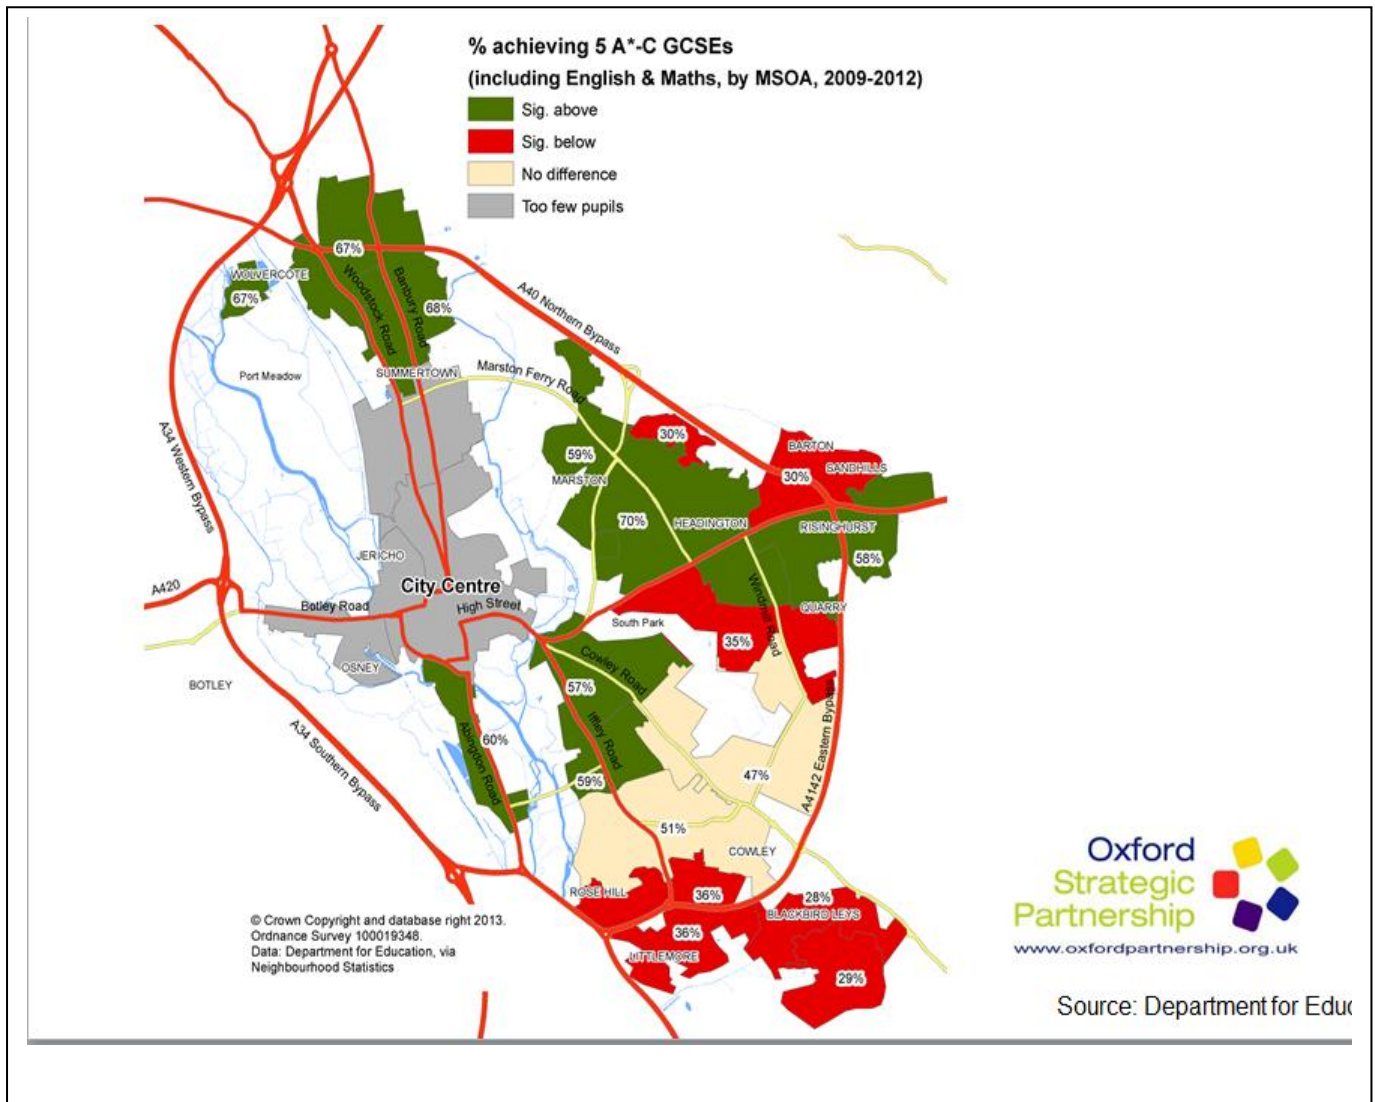 % achieving 5 A*-C GCSEs
(including English & Maths, by MSOA, 2009-2012)
Sig. above
Sig. below
No difference
Too few pupils
67%
WOLVERCOTE
67%
Woodstock Road
Banbury Road
68%
A40 Northern Bypass
Port Meadow
SUMMERTOWN
Marston Ferry Road
A34 Western Bypass
30%
59%
MARSTON
BARTON
SANDHILLS
30%
70%
HEADINGTON
RISINGHURST
58%
JERICHO
City Centre
A420
Botley Road
High Street
Windmill Road
QUARRY
South Park
35%
OSNEY
BOTLEY
Cowley Road
57%
Iffley Road
A34 Southern Bypass
Abingdon Road
60%
59%
47%
A4142 Eastern Bypass
51%
COWLEY
ROSE HILL
36%
28%
BLACKBIRD LEYS
36%
LITTLEMORE
29%
© Crown Copyright and database right 2013.
Ordnance Survey 100019348.
Data: Department for Education, via
Neighbourhood Statistics
Oxford
Strategic
Partnership
www.oxfordpartnership.org.uk
Source: Department for Educ